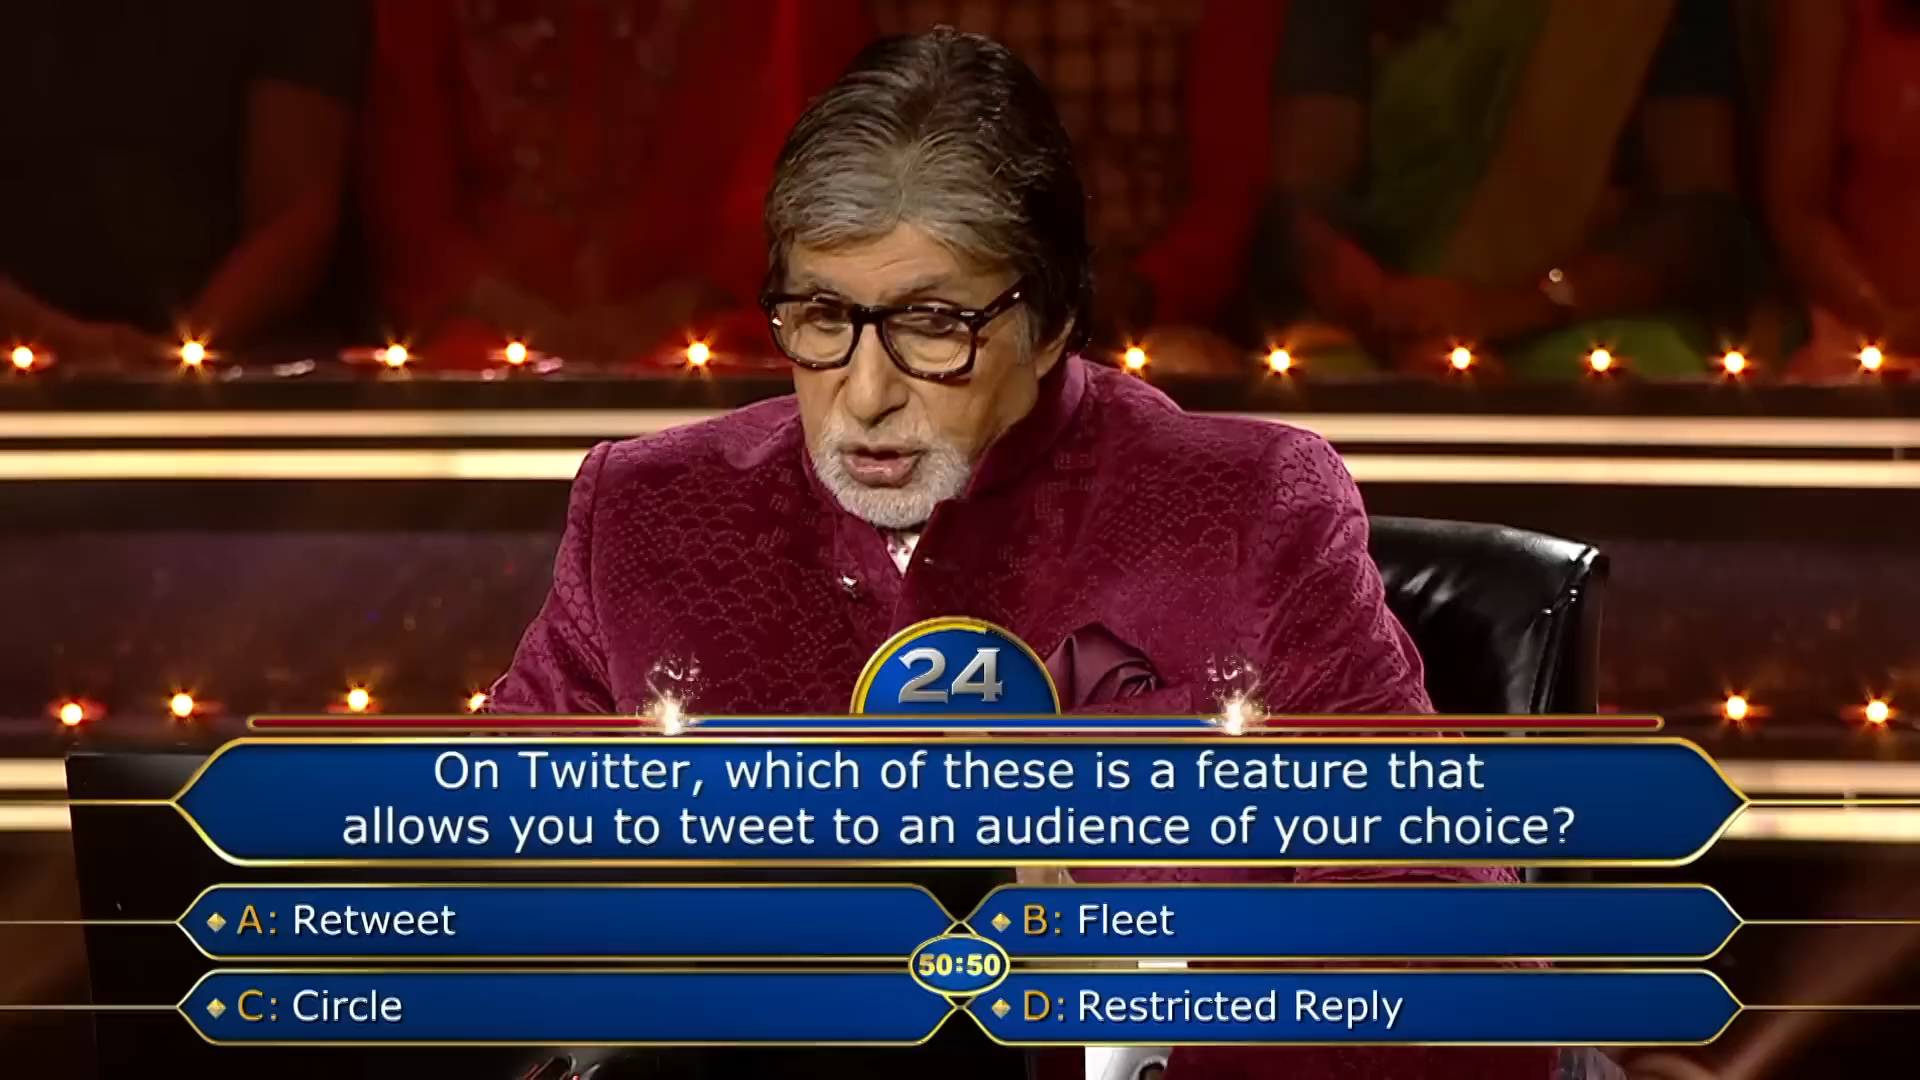 24
On Twitter, which of these is a feature that
allows you to tweet to an audience of your choice?
A: Retweet
B: Fleet
50:50
C: Circle
D: Restricted Reply